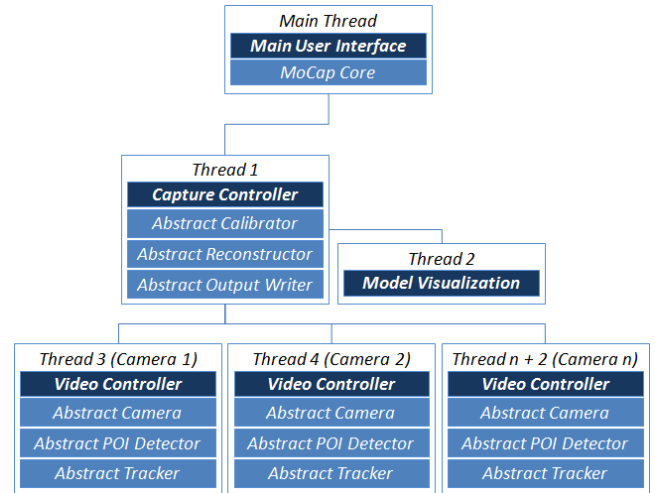 Main Thread
Main User Interface
MoCap Core
Thread 1
Capture Controller
Abstract Calibrator
Abstract Reconstructor
Abstract Output Writer
Thread 2
Model Visualization
Thread 3 (Camera 1)
Video Controller
Abstract Camera
Abstract POI Detector
Abstract Tracker
Thread 4 (Camera 2)
Video Controller
Abstract Camera
Abstract POI Detector
Abstract Tracker
Thread n + 2 (Camera n)
Video Controller
Abstract Camera
Abstract POI Detector
Abstract Tracker